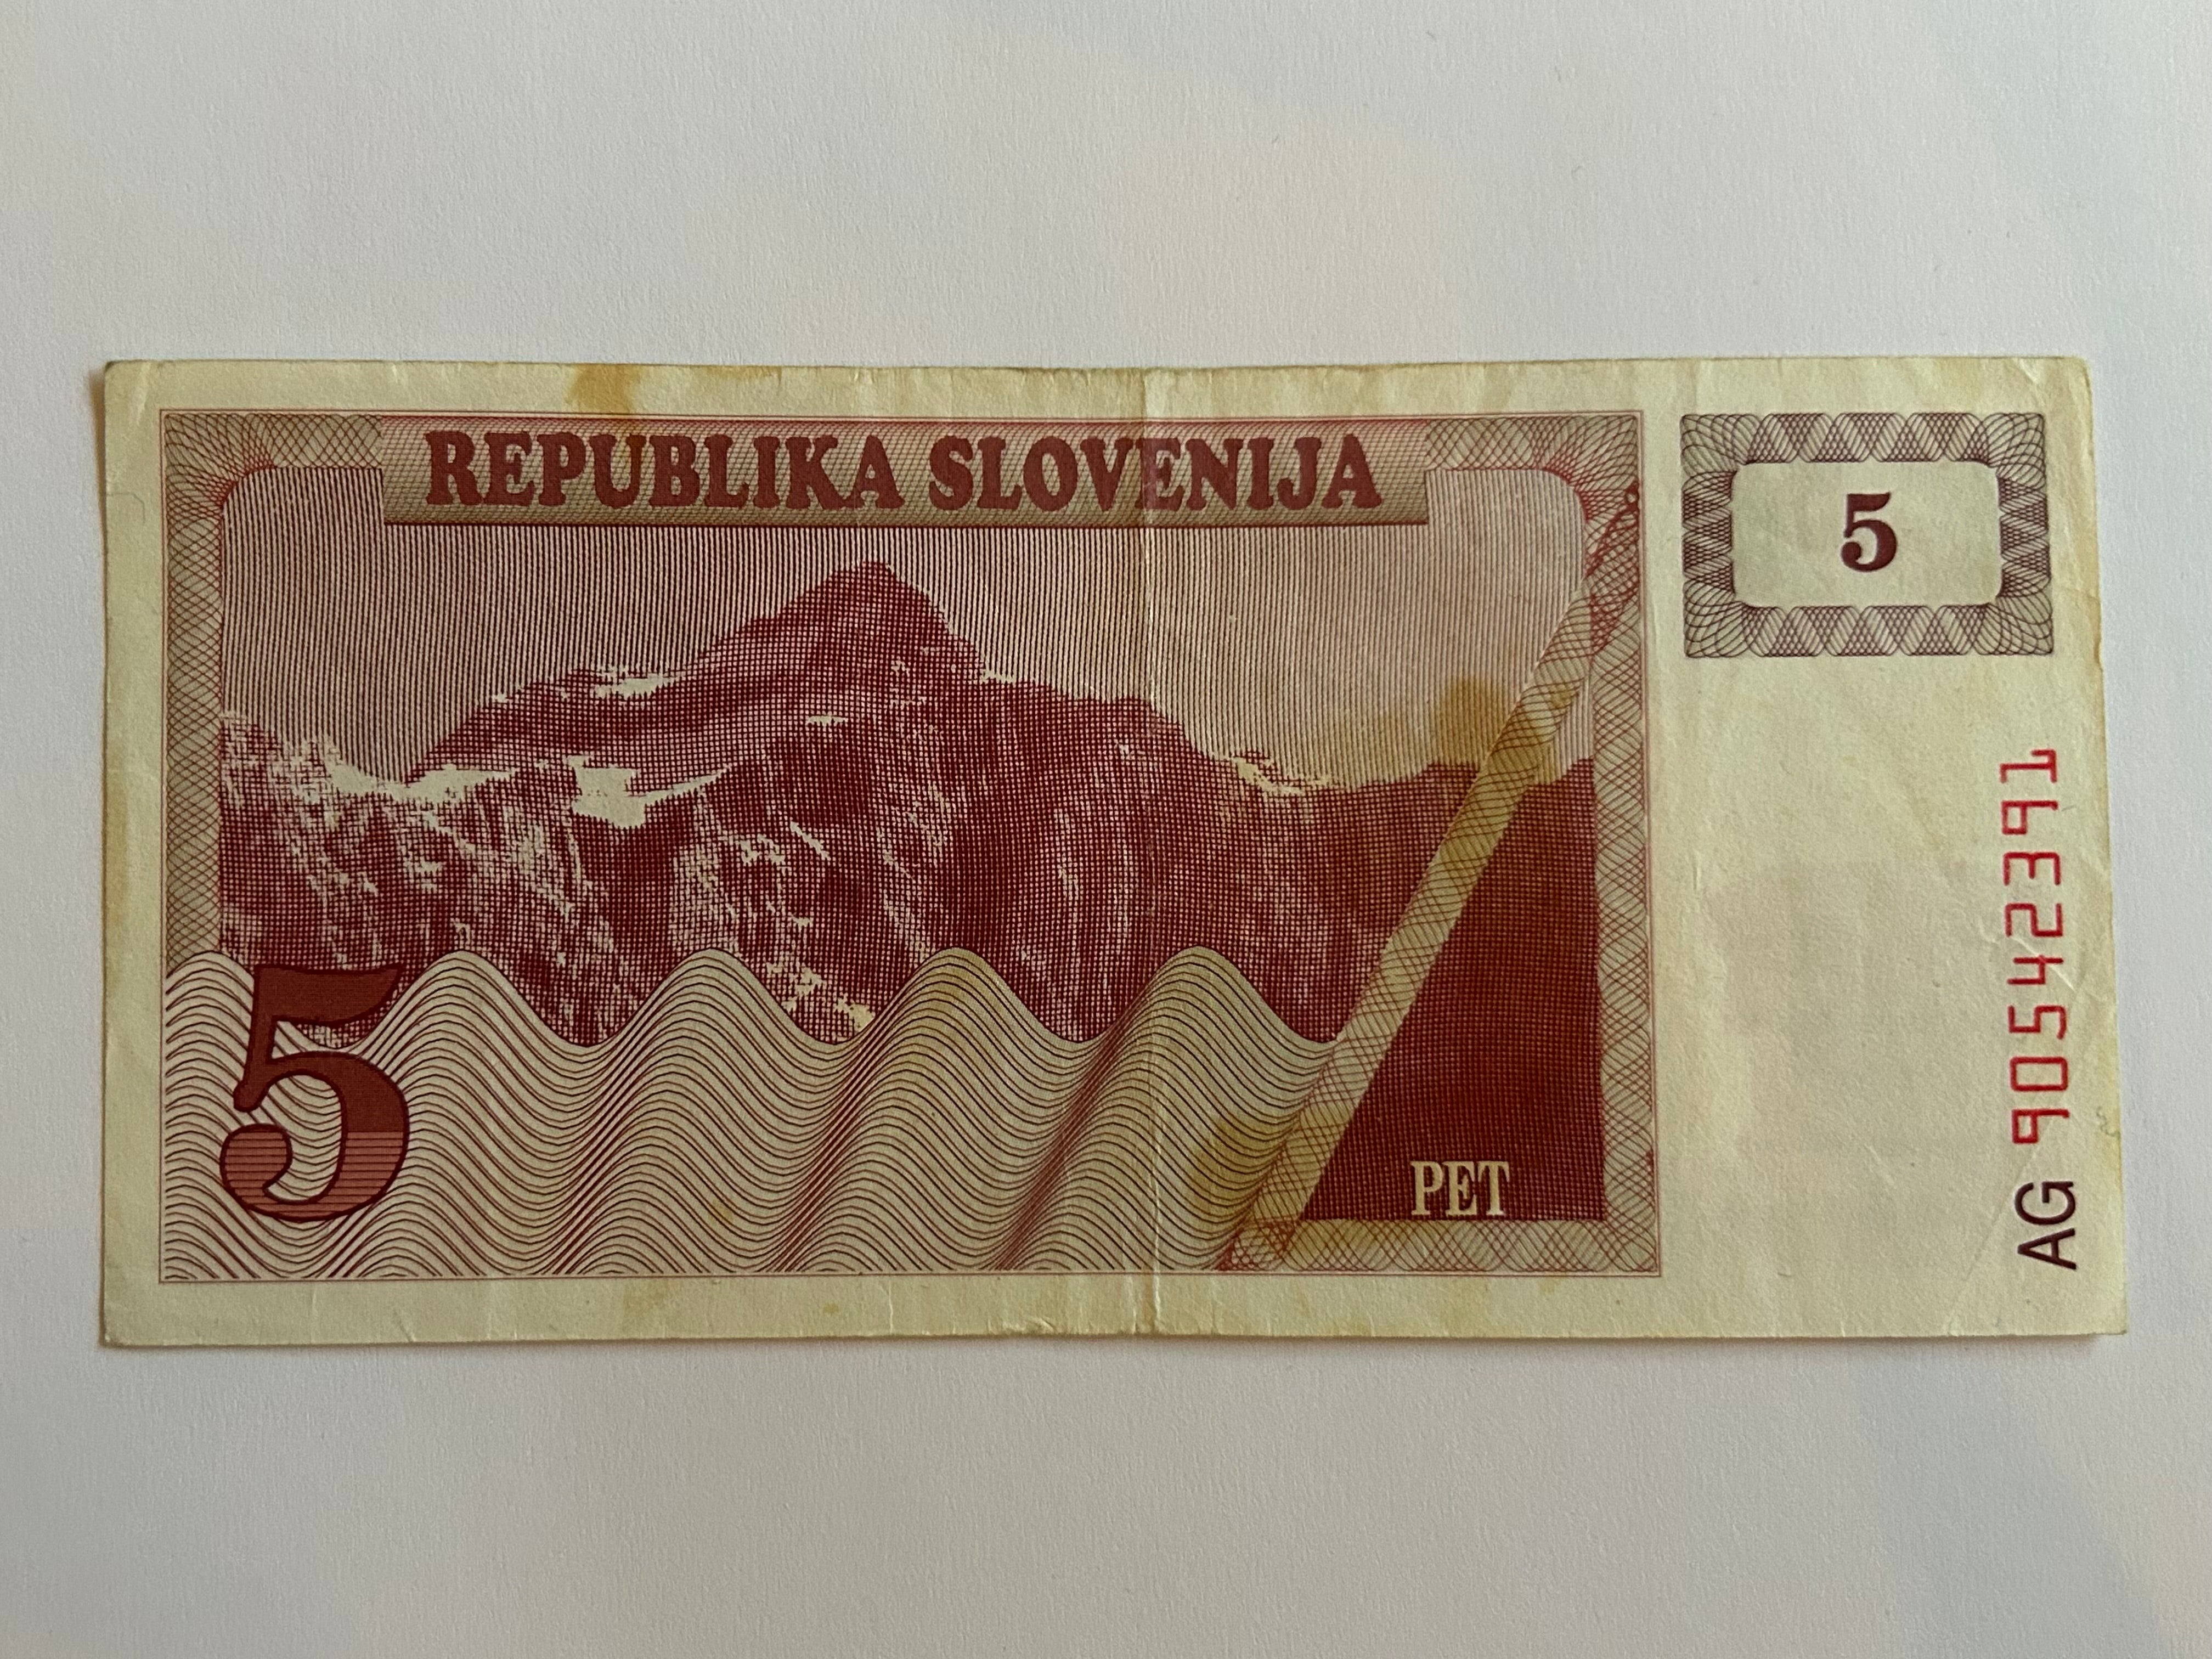 REPUBLIKA SLOVENIJA
5
5
PET
AG 90542391